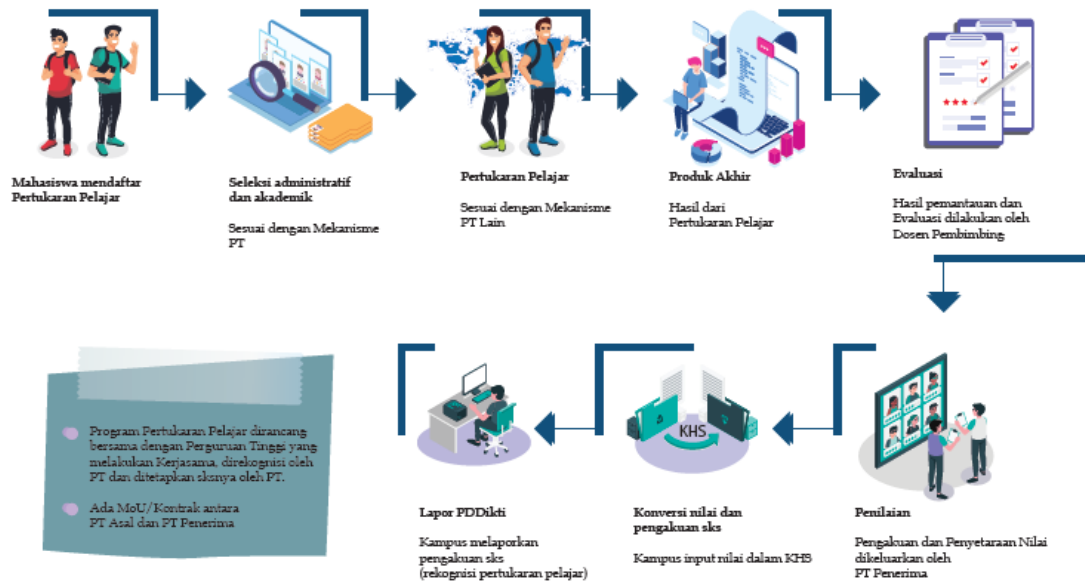 Mahasiswa mendaftar
Pertukaran Pelajar
Seleksi administratif
dan akademik
Sesuai dengan Mekanisme
PT
Pertukaran Pelajar
Sesuai dengan Mekanisme
PT Lain
Produk Akhir
Hasil dari
Pertukaran Pelajar
Evaluasi
Hasil pemantauan dan
Evaluasi dilakukan oleh
Dosen Pembimbing
Program Pertukaran Pelajar dirancang
bersama dengan Perguruan Tinggi yang
melakukan Kerjasama, direkognisi oleh
PT dan ditetapkan sksnya oleh PT.
Ada MoU/Kontrak antara
PT Asal dan PT Penerima
Lapor PDDikti
Kampus melaporkan
pengakuan sks
(rekognisi pertukaran pelajar)
KHS
Konversi nilai dan
pengakuan sks
Kampus input nilai dalam KHS
Penilaian
Pengakuan dan Penyetaraan Nilai
dikeluarkan oleh
PT Penerima